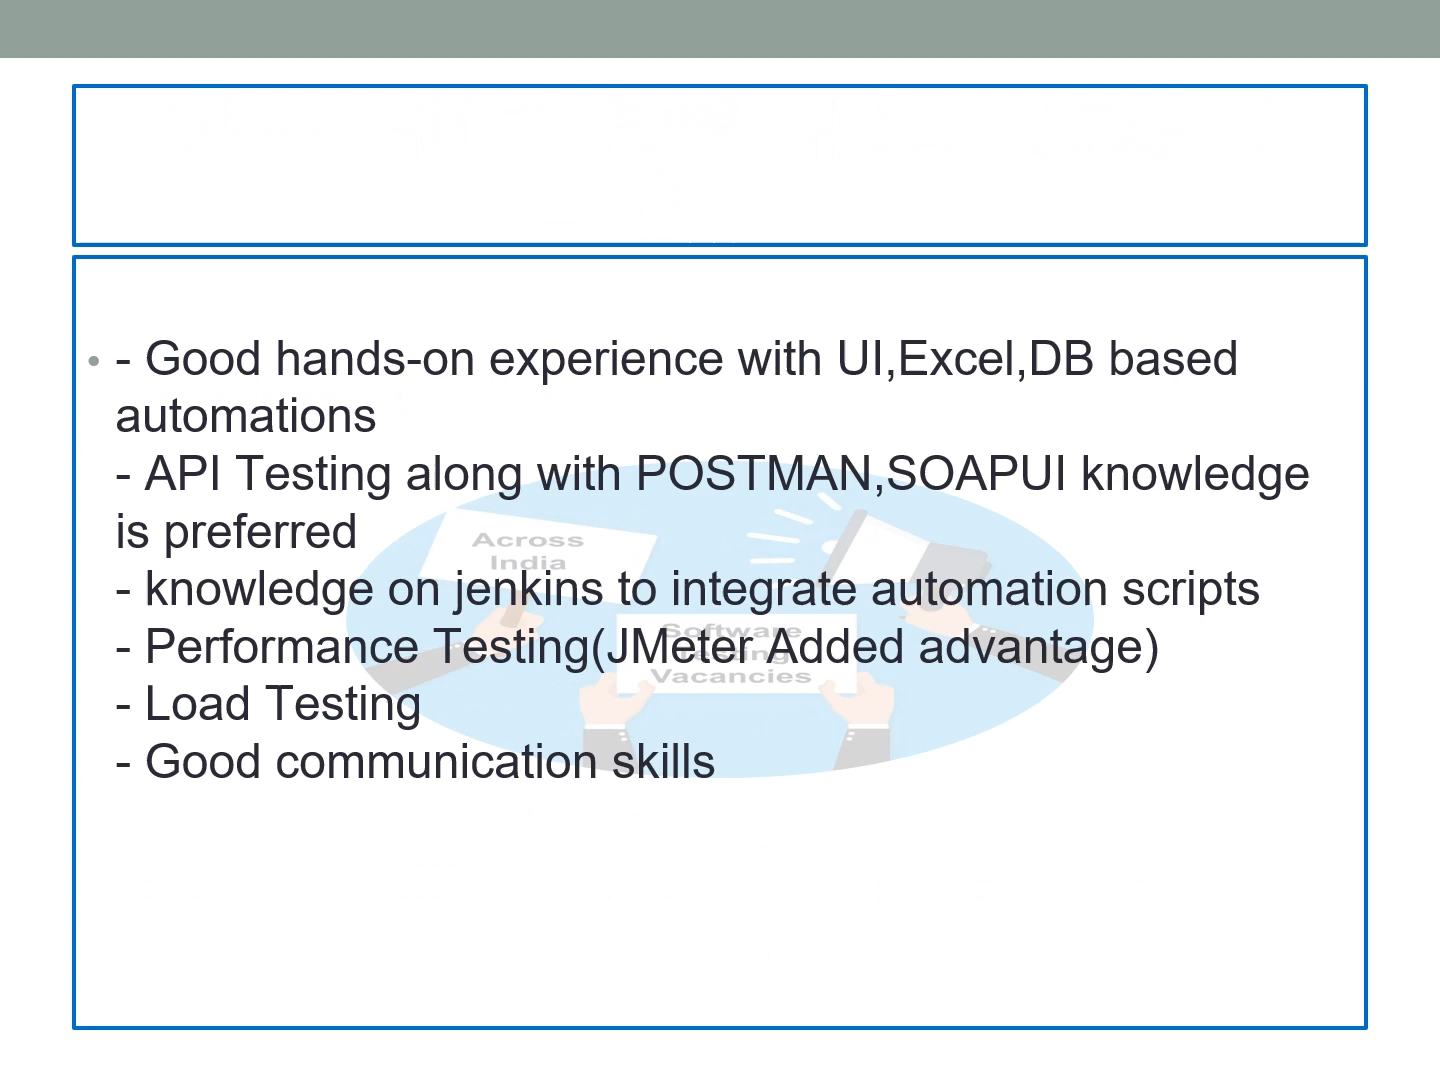 - Good hands-on experience with UI,Excel,DB based
automations
- API Testing along with POSTMAN,SOAPUI knowledge
is preferred
- knowledge on jenkins to integrate automation scripts
- Performance Testing(JMeter Added advantage)
- Load Testing
- Good communication skills
Across
India
Software
Testing
Vacancies